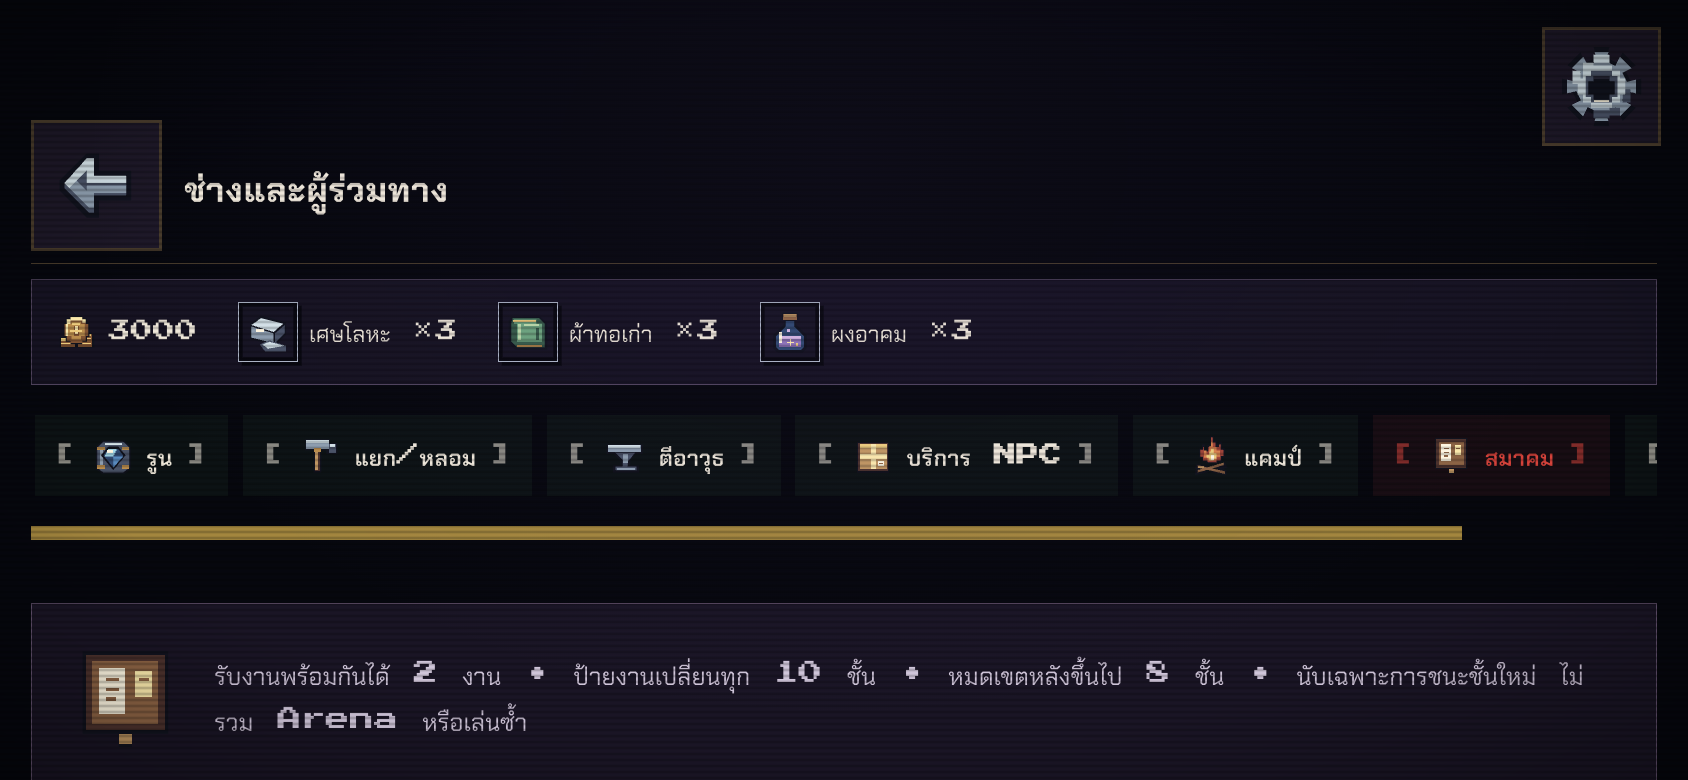 ช่างและผู้ร่วมทาง
3000 เศษโลหะ ×3 ผ้าทอเก่า ×3 ผงอาคม ×3
[ รูน ] [ แยก/หลอม ] [ ตีอาวุธ ] [ บริการ NPC ] [ แคมป์ ] [ สมาคม ] [
รับงานพร้อมกันได้ 2 งาน • ป้ายงานเปลี่ยนทุก 10 ชั้น • หมดเขตหลังขึ้นไป 8 ชั้น • นับเฉพาะการชนะชั้นใหม่ ไม่
รวม Arena หรือเล่นซ้ำ